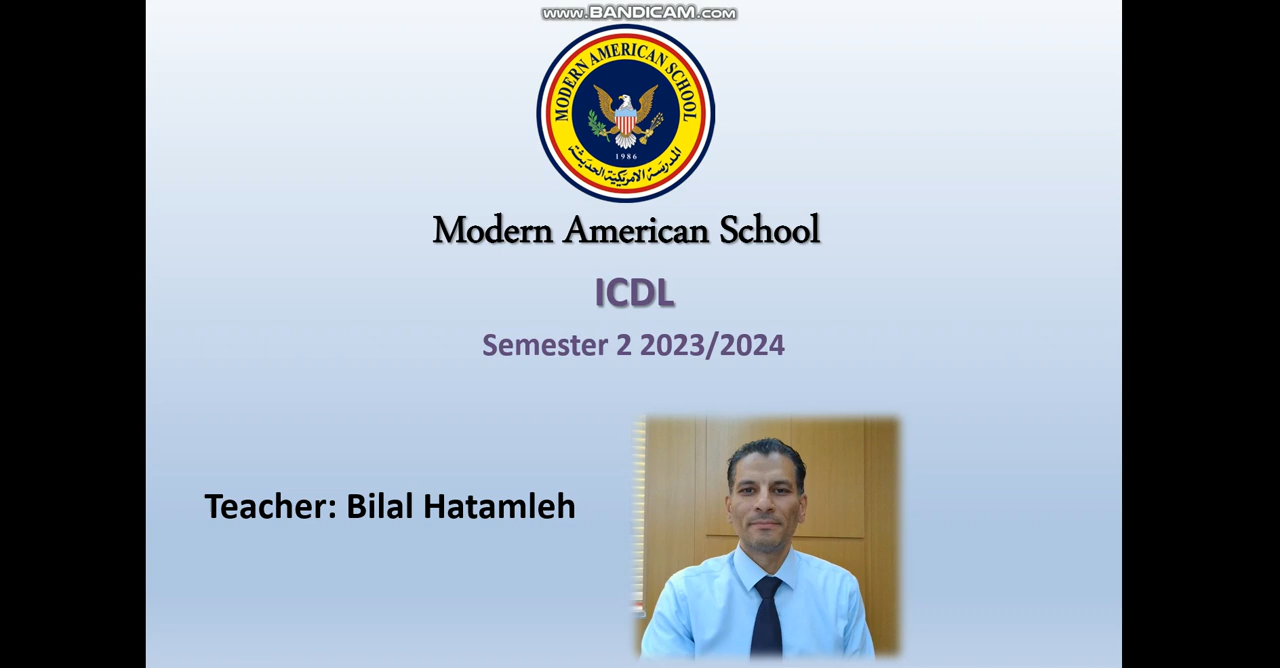 www.BANDICAM.com
MODERN AMERICAN SCHOOL
1986
المدرسة الامريكية الحديثة
Modern American School
ICDL
Semester 2 2023/2024
Teacher: Bilal Hatamleh